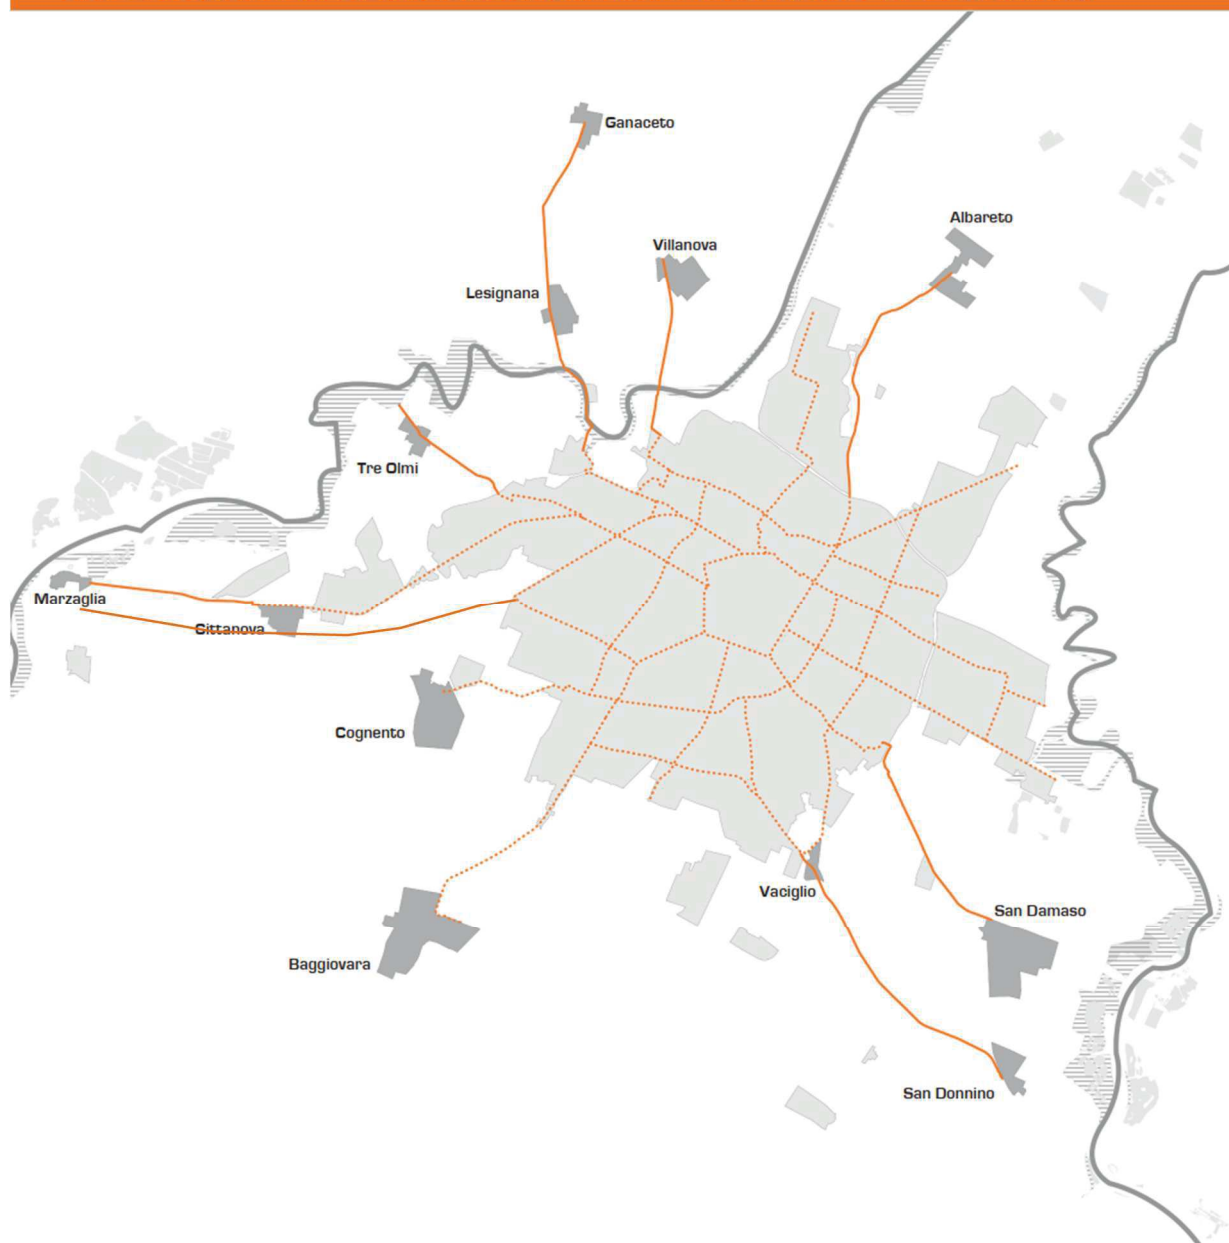 Ganaceto
Albareto
Villanova
Lesignana
Tre Olmi
Marzaglia
Cittanova
Cognento
Vaciglio
San Damaso
Baggiovara
San Donnino